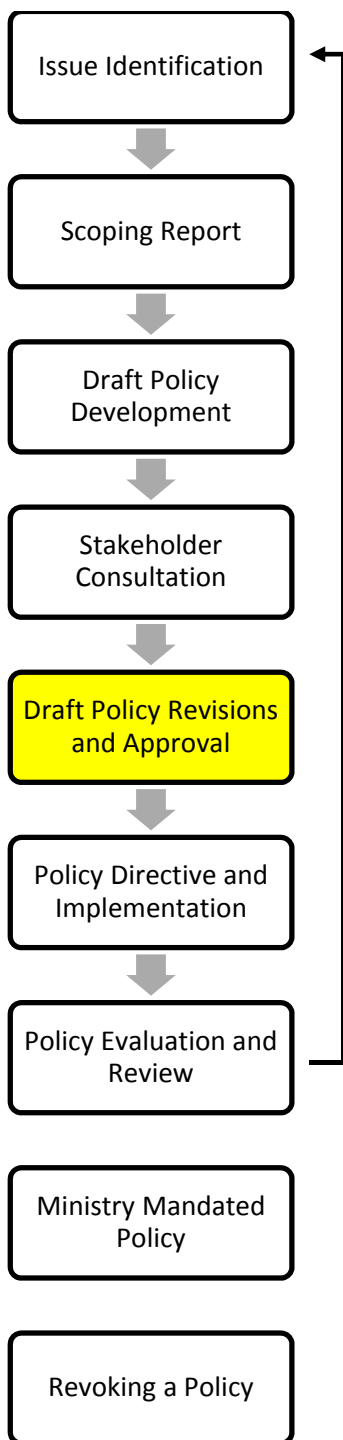 Issue Identification
Scoping Report
Draft Policy
Development
Stakeholder
Consultation
Draft Policy Revisions
and Approval
Policy Directive and
Implementation
Policy Evaluation and
Review
Ministry Mandated
Policy
Revoking a Policy